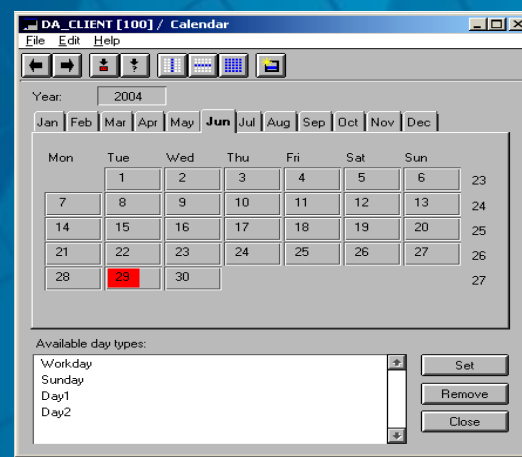 DA_CLIENT [100] / Calendar
File Edit Help
Year: 2004
Jan Feb Mar Apr May Jun Jul Aug Sep Oct Nov Dec
Mon Tue Wed Thu Fri Sat Sun
1 2 3 4 5 6 23
7 8 9 10 11 12 13 24
14 15 16 17 18 19 20 25
21 22 23 24 25 26 27 26
28 29 30 27
Available day types:
Workday
Sunday
Day1
Day2
Set
Remove
Close